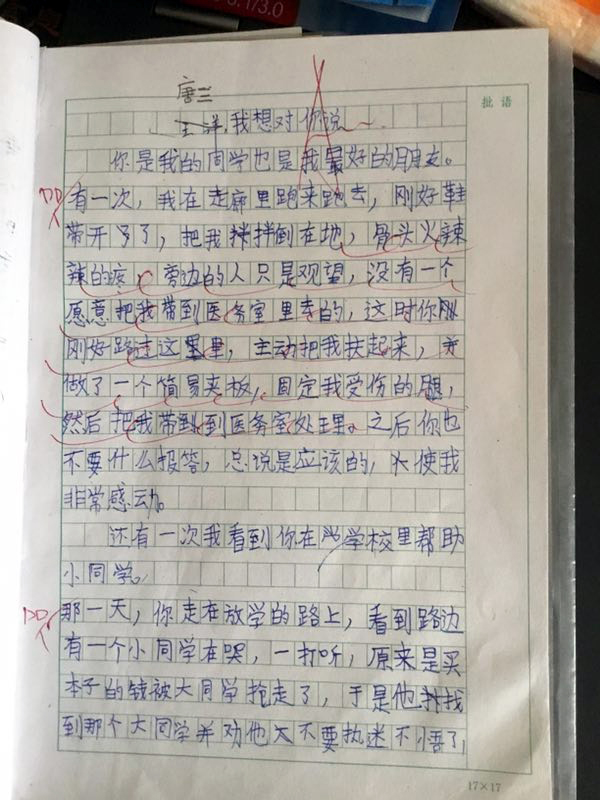 唐三
我想对你说
批语
你是我的同学也是我最好的朋友。
有一次，我在走廊里跑来跑去，刚好鞋
带开了，把我拌倒在地，骨头火辣
辣的疼，旁边的人只是观望，没有一个
愿意把我带到医务室里去的，这时你
刚好路过这里，主动把我扶起来，
做了一个简易夹板，固定我受伤的腿，
然后把我带到医务室处理。之后你也
不要什么报答，总说是应该的，使我
非常感动。
还有一次我看到你在学校里帮助
小同学。
那一天，你走在放学的路上，看到路边
有一个小同学在哭，一打听，原来是买
本子的钱被大同学抢走了，于是他找
到那个大同学并劝他不要执迷不悟了，
17×17